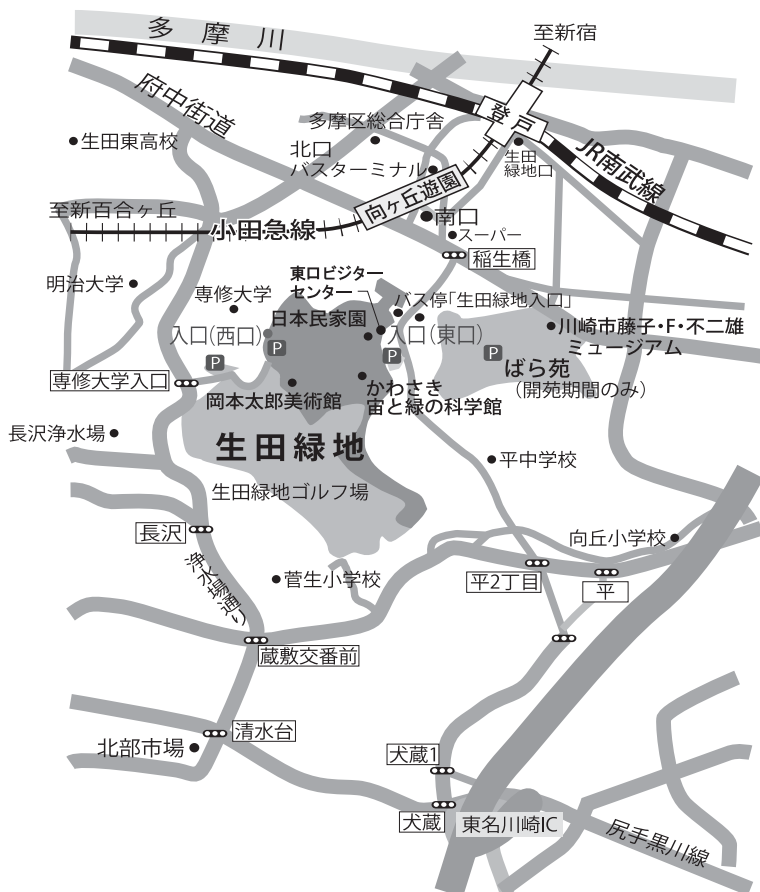 多摩川
至新宿
府中街道
登戸
多摩区総合庁舎
生田東高校
北口
バスターミナル
生田
緑地口
JR南武線
向ヶ丘遊園
至新百合ヶ丘
小田急線
南口
スーパー
稲生橋
明治大学
専修大学
東口ビジター
センター
バス停「生田緑地入口」
日本民家園
入口(西口)
入口(東口)
川崎市藤子・F・不二雄
ミュージアム
P
P
P
P
ばら苑
(開苑期間のみ)
専修大学入口
岡本太郎美術館
かわさき
宙と緑の科学館
長沢浄水場
生田緑地
平中学校
生田緑地ゴルフ場
長沢
向丘小学校
浄水場通り
菅生小学校
平2丁目
平
蔵敷交番前
清水台
北部市場
犬蔵1
犬蔵
東名川崎IC
尻手黒川線